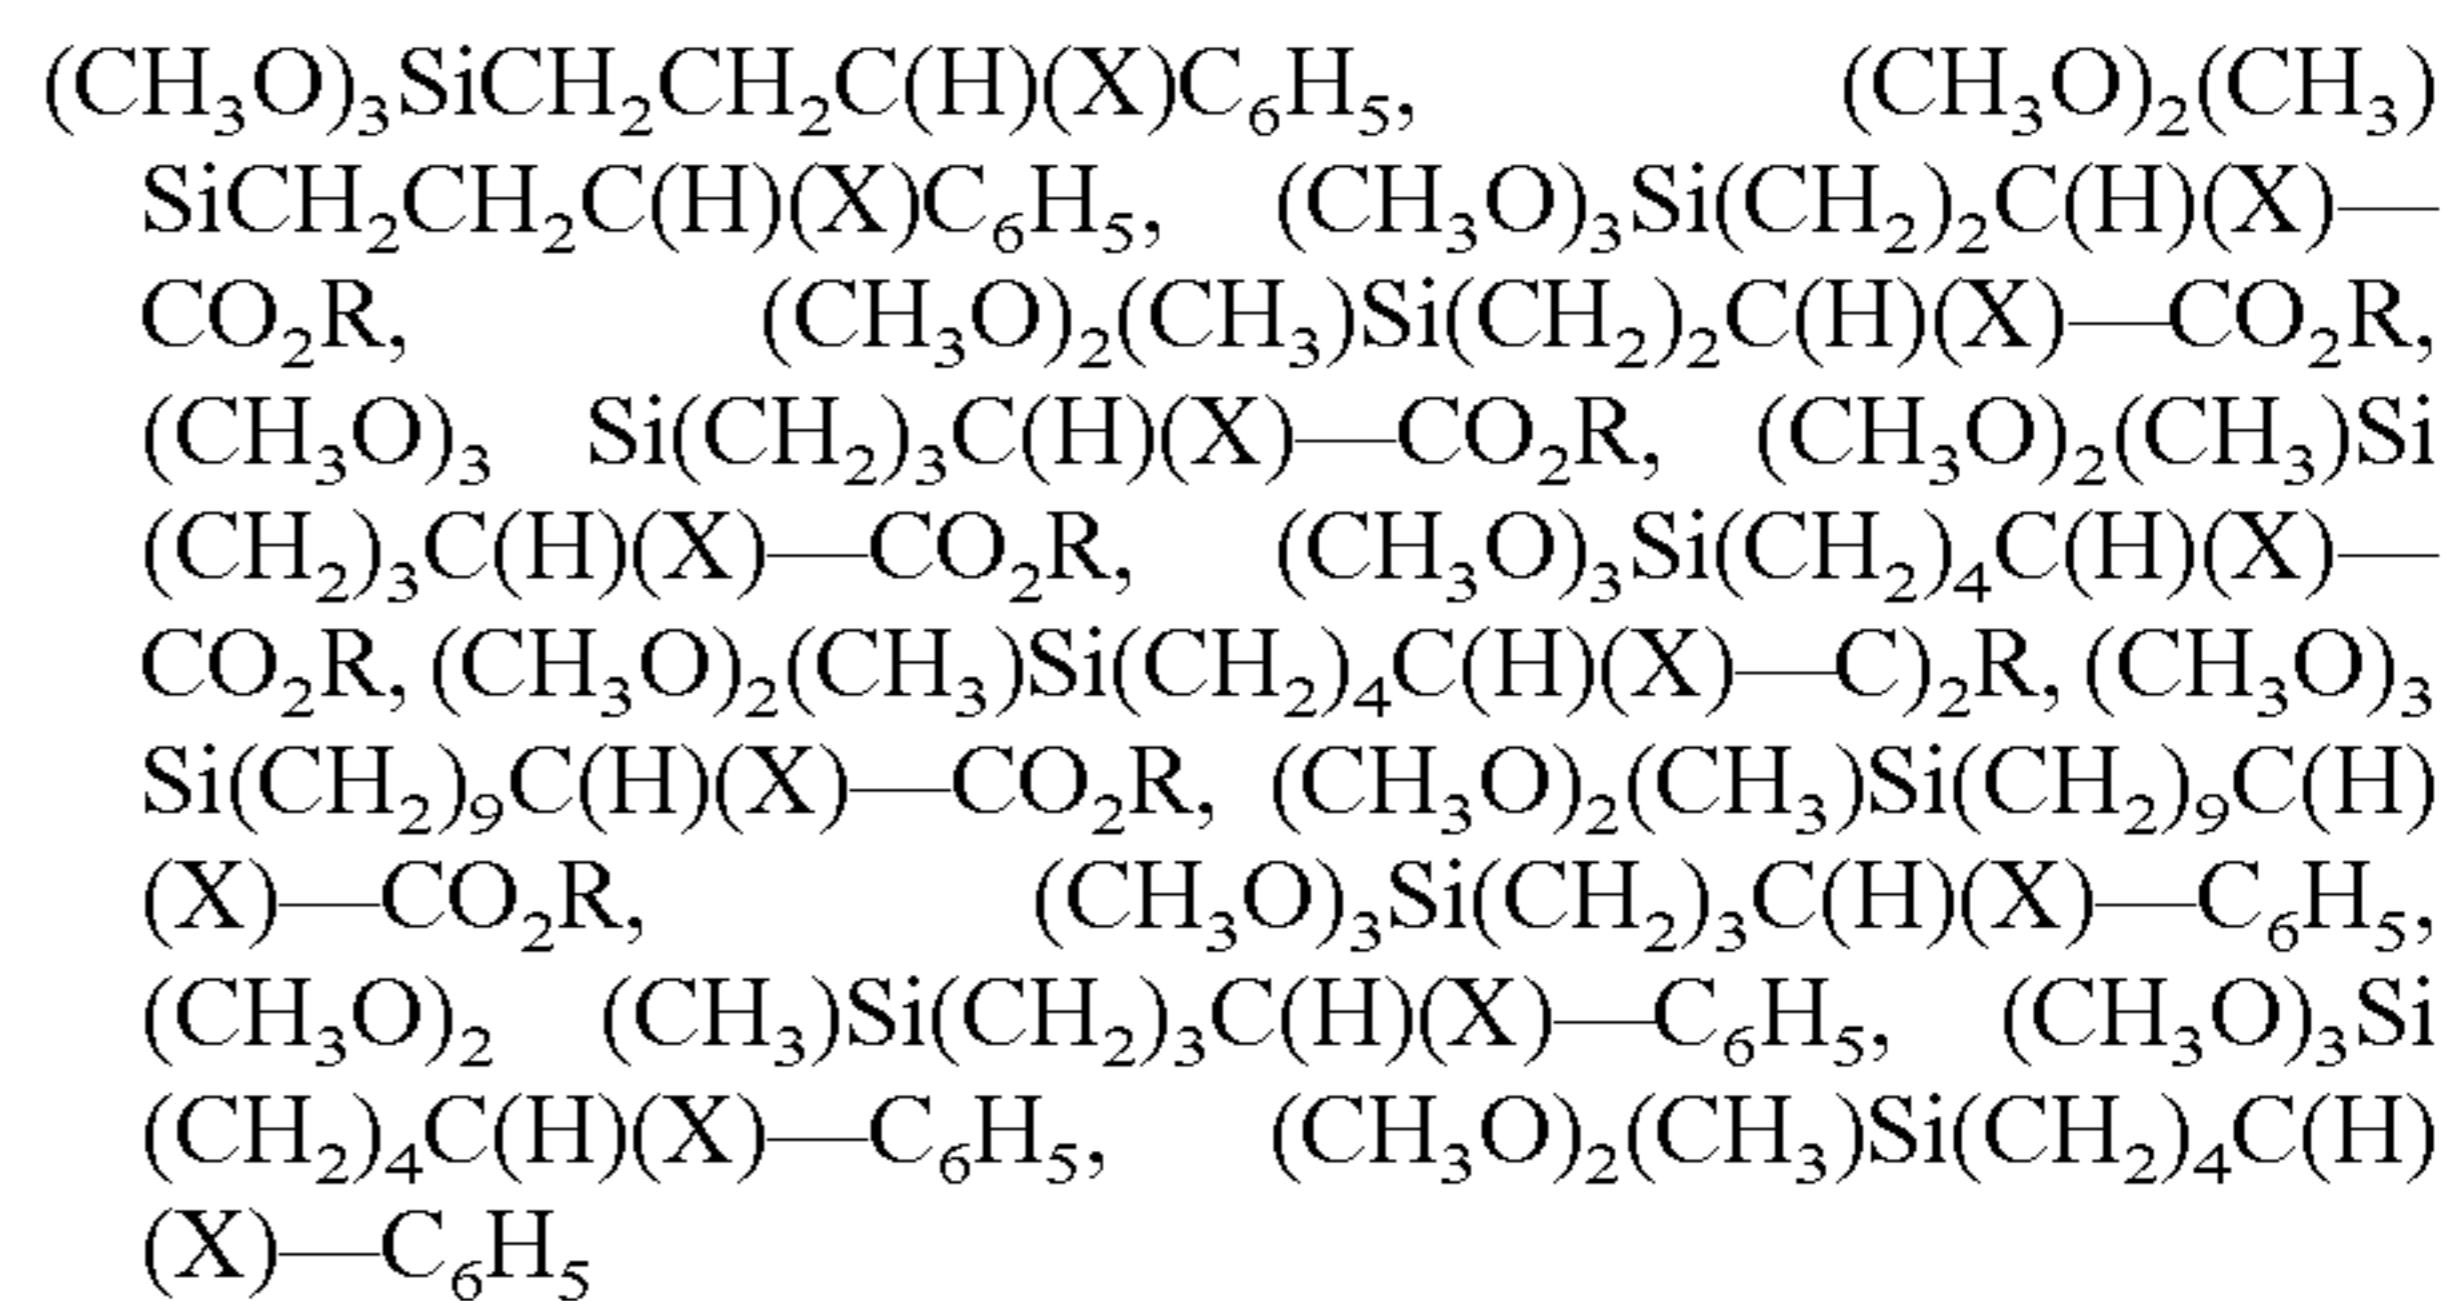 (CH₃O)₃SiCH₂CH₂C(H)(X)C₆H₅, (CH₃O)₂(CH₃)
SiCH₂CH₂C(H)(X)C₆H₅, (CH₃O)₃Si(CH₂)₂C(H)(X)—
CO₂R, (CH₃O)₂(CH₃)Si(CH₂)₂C(H)(X)—CO₂R,
(CH₃O)₃ Si(CH₂)₃C(H)(X)—CO₂R, (CH₃O)₂(CH₃)Si
(CH₂)₃C(H)(X)—CO₂R, (CH₃O)₃Si(CH₂)₄C(H)(X)—
CO₂R, (CH₃O)₂(CH₃)Si(CH₂)₄C(H)(X)—C)₂R, (CH₃O)₃
Si(CH₂)₉C(H)(X)—CO₂R, (CH₃O)₂(CH₃)Si(CH₂)₉C(H)
(X)—CO₂R, (CH₃O)₃Si(CH₂)₃C(H)(X)—C₆H₅,
(CH₃O)₂ (CH₃)Si(CH₂)₃C(H)(X)—C₆H₅, (CH₃O)₃Si
(CH₂)₄C(H)(X)—C₆H₅, (CH₃O)₂(CH₃)Si(CH₂)₄C(H)
(X)—C₆H₅